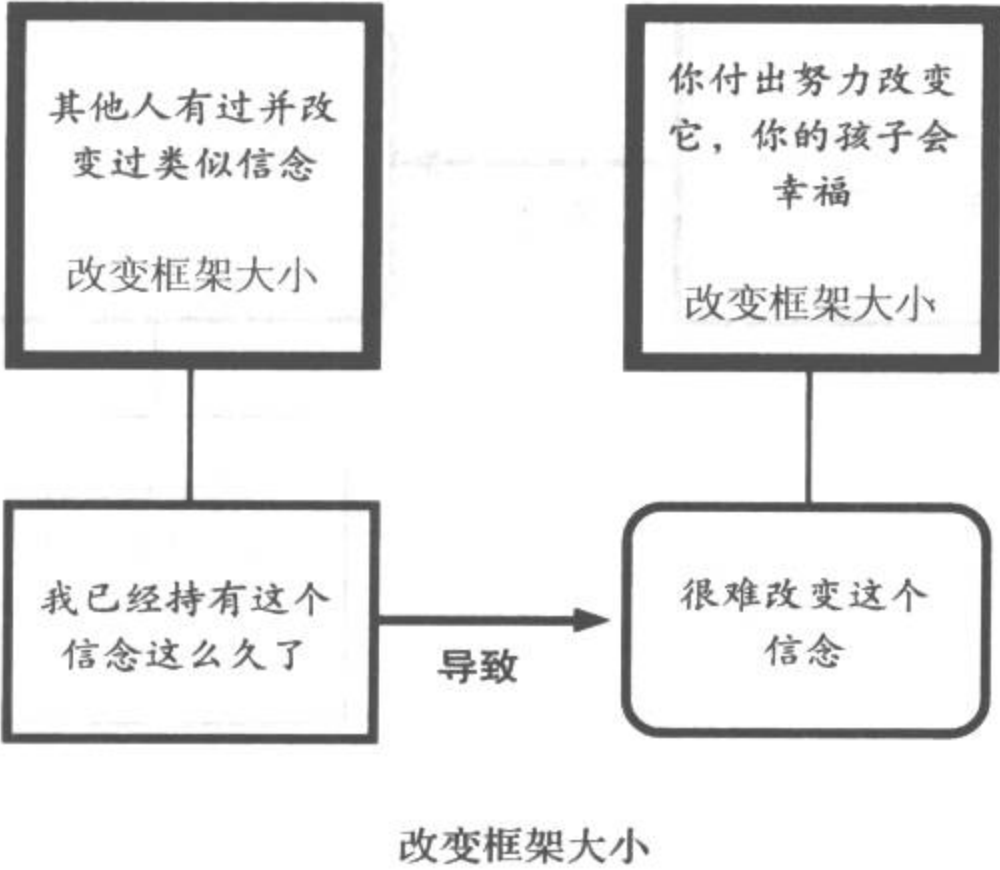 其他人有过并改
变过类似信念
改变框架大小
你付出努力改变
它，你的孩子会
幸福
改变框架大小
我已经持有这个
信念这么久了
导致
很难改变这个
信念
改变框架大小